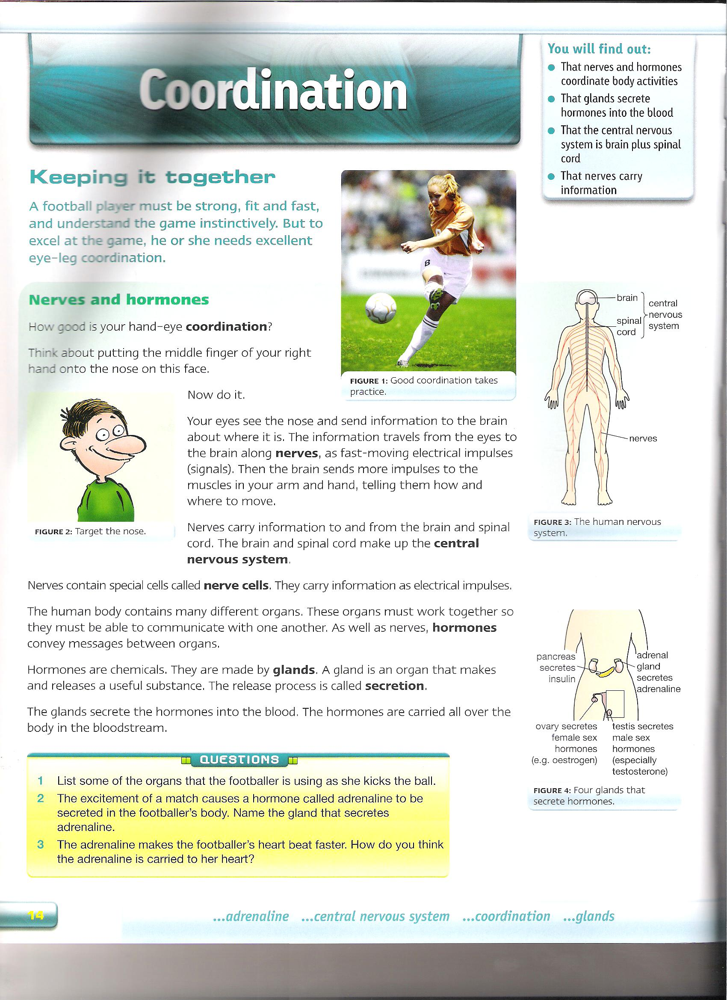 Coordination
You will find out:
• That nerves and hormones
coordinate body activities
• That glands secrete
hormones into the blood
• That the central nervous
system is brain plus spinal
cord
• That nerves carry
information
Keeping it together
A football player must be strong, fit and fast,
and understand the game instinctively. But to
excel at the game, he or she needs excellent
eye–leg coordination.
8
FIGURE 1: Good coordination takes
practice.
Nerves and hormones
How good is your hand–eye coordination?
Think about putting the middle finger of your right
hand onto the nose on this face.
Now do it.
Your eyes see the nose and send information to the brain
about where it is. The information travels from the eyes to
the brain along nerves, as fast-moving electrical impulses
(signals). Then the brain sends more impulses to the
muscles in your arm and hand, telling them how and
where to move.
FIGURE 2: Target the nose.
Nerves carry information to and from the brain and spinal
cord. The brain and spinal cord make up the central
nervous system.
Nerves contain special cells called nerve cells. They carry information as electrical impulses.
The human body contains many different organs. These organs must work together so
they must be able to communicate with one another. As well as nerves, hormones
convey messages between organs.
Hormones are chemicals. They are made by glands. A gland is an organ that makes
and releases a useful substance. The release process is called secretion.
The glands secrete the hormones into the blood. The hormones are carried all over the
body in the bloodstream.
brain
spinal
cord
central
nervous
system
nerves
FIGURE 3: The human nervous
system.
pancreas
secretes
insulin
adrenal
gland
secretes
adrenaline
ovary secretes
female sex
hormones
(e.g. oestrogen)
testis secretes
male sex
hormones
(especially
testosterone)
FIGURE 4: Four glands that
secrete hormones.
QUESTIONS
1 List some of the organs that the footballer is using as she kicks the ball.
2 The excitement of a match causes a hormone called adrenaline to be
secreted in the footballer's body. Name the gland that secretes
adrenaline.
3 The adrenaline makes the footballer's heart beat faster. How do you think
the adrenaline is carried to her heart?
14
...adrenaline ...central nervous system ...coordination ...glands